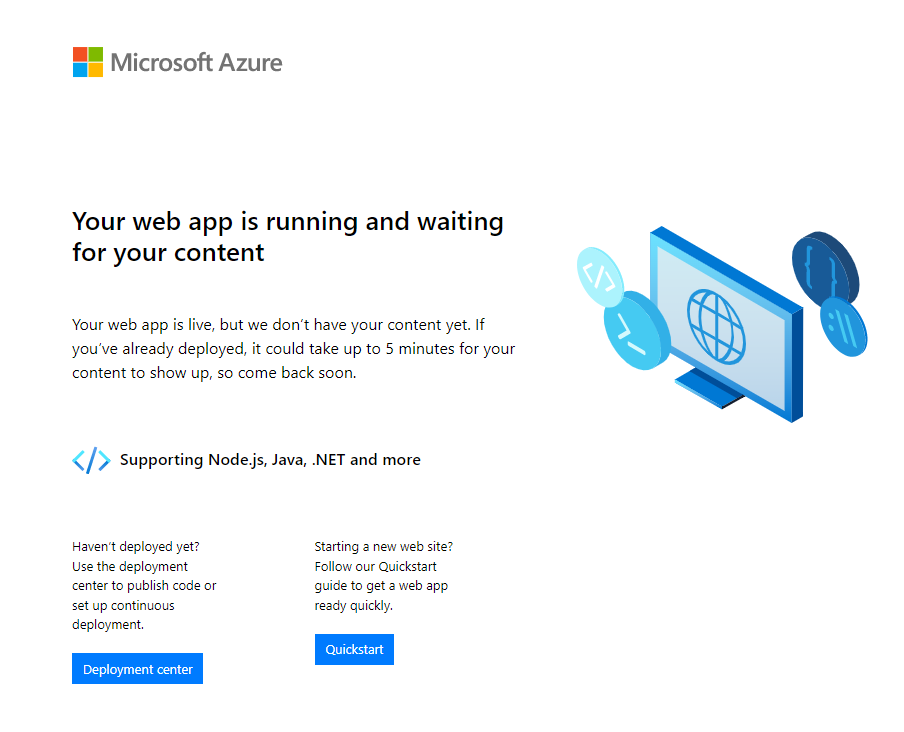 Microsoft Azure
Your web app is running and waiting
for your content
Your web app is live, but we don’t have your content yet. If
you’ve already deployed, it could take up to 5 minutes for your
content to show up, so come back soon.
</> Supporting Node.js, Java, .NET and more
Haven’t deployed yet?
Use the deployment
center to publish code or
set up continuous
deployment.
Deployment center
Starting a new web site?
Follow our Quickstart
guide to get a web app
ready quickly.
Quickstart